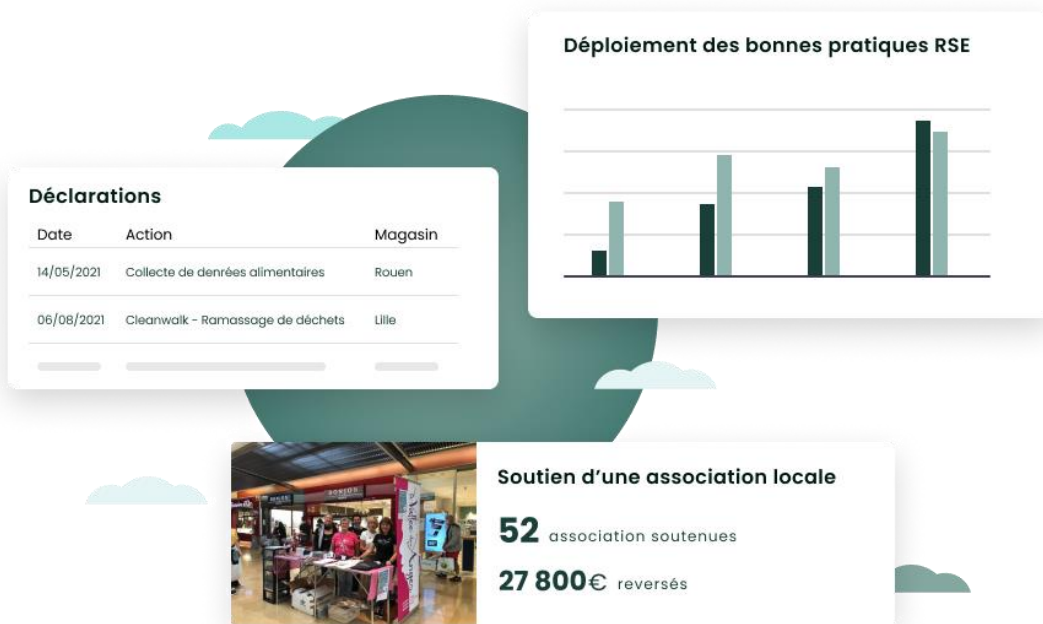 Déploiement des bonnes pratiques RSE
Déclarations
Date Action Magasin
14/05/2021 Collecte de denrées alimentaires Rouen
06/08/2021 Cleanwalk - Ramassage de déchets Lille
Soutien d’une association locale
52 association soutenues
27 800€ reversés